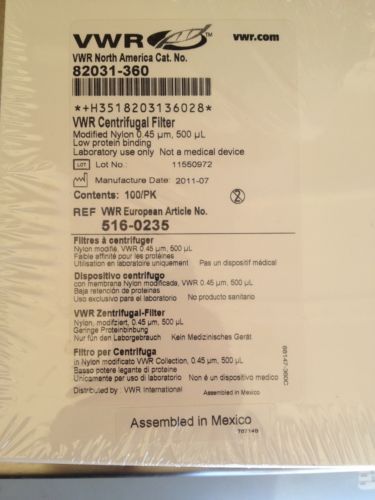 VWR TM vwr.com
VWR North America Cat. No.
82031-360
*+H3518203136028*
VWR Centrifugal Filter
Modified Nylon 0.45 µm, 500 µL
Low protein binding
Laboratory use only Not a medical device
LOT Lot No.: 11550972
Manufacture Date: 2011-07
Contents: 100/PK
REF VWR European Article No.
516-0235
Filtres à centrifuger
Nylon modifié, VWR 0.45 µm, 500 µL
Faible affinité pour les protéines
Utilisation en laboratoire uniquement Pas un dispositif médical
Dispositivo centrifugo
con membrana Nylon modificada, VWR 0.45 µm, 500 µL
Baja retención de proteinas
Uso exclusivo para el laboratorio No producto sanitario
VWR Zentrifugal-Filter
Nylon, modifziert, 0.45 µm, 500 µL
Geringe Proteinbinbung
Nur für den Laborgebrauch Kein Medizinisches Gerät
Filtro per Centrifuga
in Nylon modificato VWR Collection, 0.45 µm, 500 µL
Basso potere legante di proteine
Unicamente per uso di laboratorio Non è un dispositivo medico
Distributed by : VWR International Assembled in Mexico
Assembled in Mexico